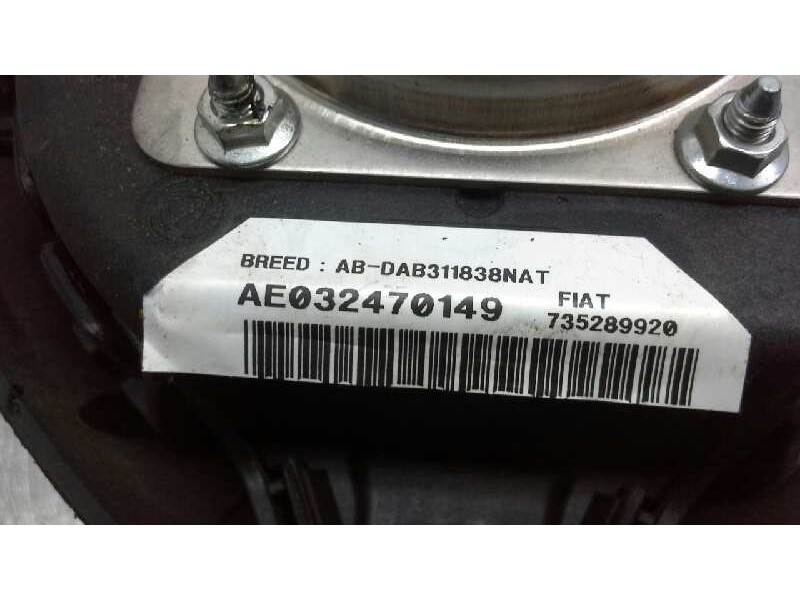 BREED : AB-DAB311838NAT
AE032470149 FIAT
735289920